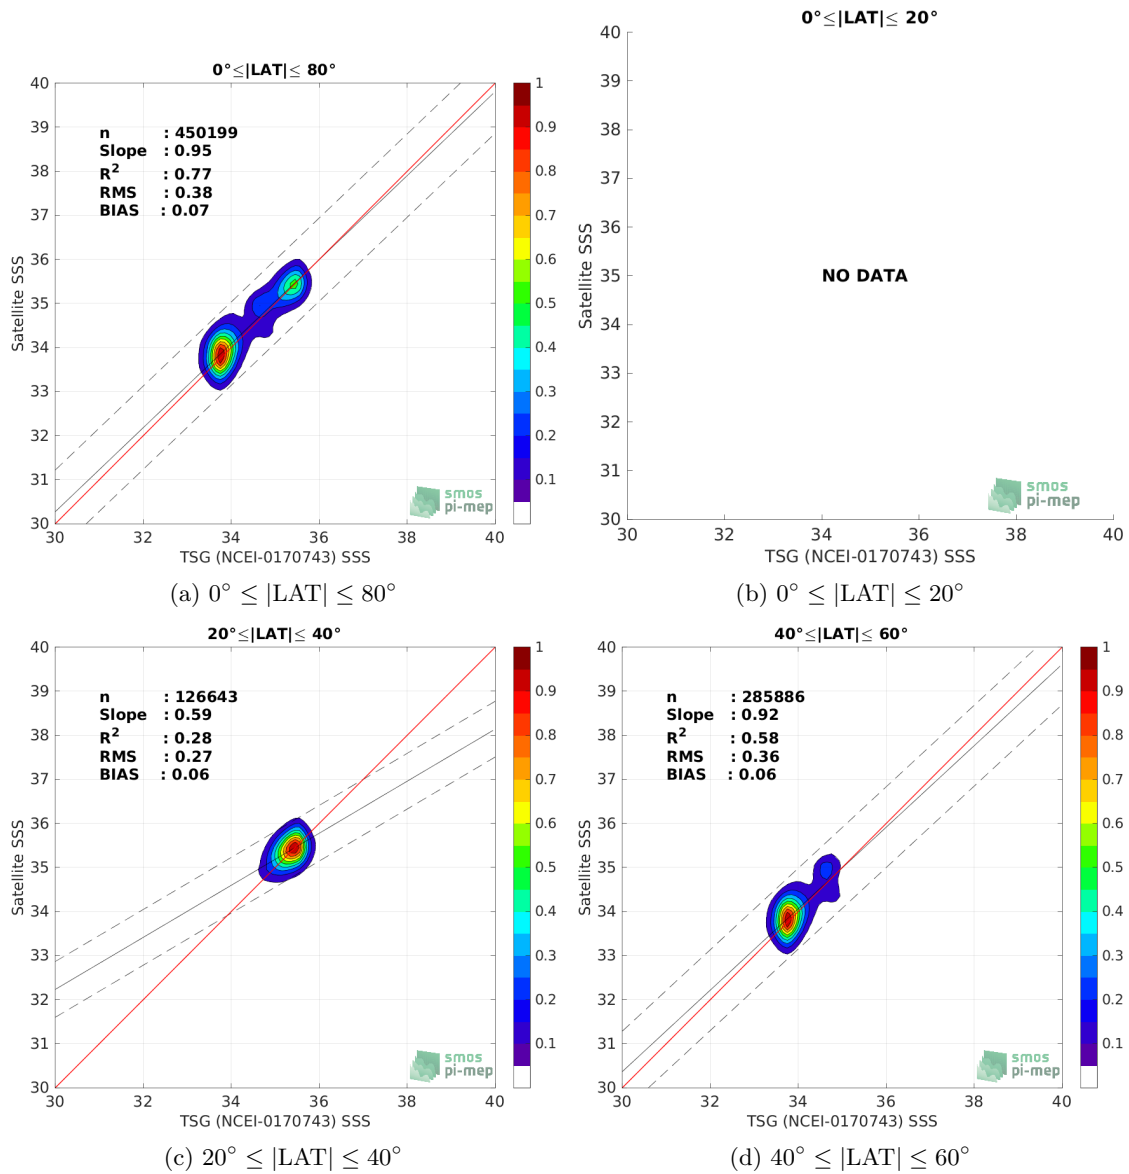 0°≤|LAT|≤ 80°
n : 450199
Slope : 0.95
R² : 0.77
RMS : 0.38
BIAS : 0.07
40
39
38
37
36
35
34
33
32
31
30
Satellite SSS
30 32 34 36 38 40
TSG (NCEI-0170743) SSS
1
0.9
0.8
0.7
0.6
0.5
0.4
0.3
0.2
0.1
smos
pi-mep
(a) 0° ≤ |LAT| ≤ 80°
0°≤|LAT|≤ 20°
40
39
38
37
36
35
34
33
32
31
30
Satellite SSS
NO DATA
smos
pi-mep
30 32 34 36 38 40
TSG (NCEI-0170743) SSS
(b) 0° ≤ |LAT| ≤ 20°
20°≤|LAT|≤ 40°
n : 126643
Slope : 0.59
R² : 0.28
RMS : 0.27
BIAS : 0.06
40
39
38
37
36
35
34
33
32
31
30
Satellite SSS
30 32 34 36 38 40
TSG (NCEI-0170743) SSS
1
0.9
0.8
0.7
0.6
0.5
0.4
0.3
0.2
0.1
smos
pi-mep
(c) 20° ≤ |LAT| ≤ 40°
40°≤|LAT|≤ 60°
n : 285886
Slope : 0.92
R² : 0.58
RMS : 0.36
BIAS : 0.06
40
39
38
37
36
35
34
33
32
31
30
Satellite SSS
30 32 34 36 38 40
TSG (NCEI-0170743) SSS
1
0.9
0.8
0.7
0.6
0.5
0.4
0.3
0.2
0.1
smos
pi-mep
(d) 40° ≤ |LAT| ≤ 60°